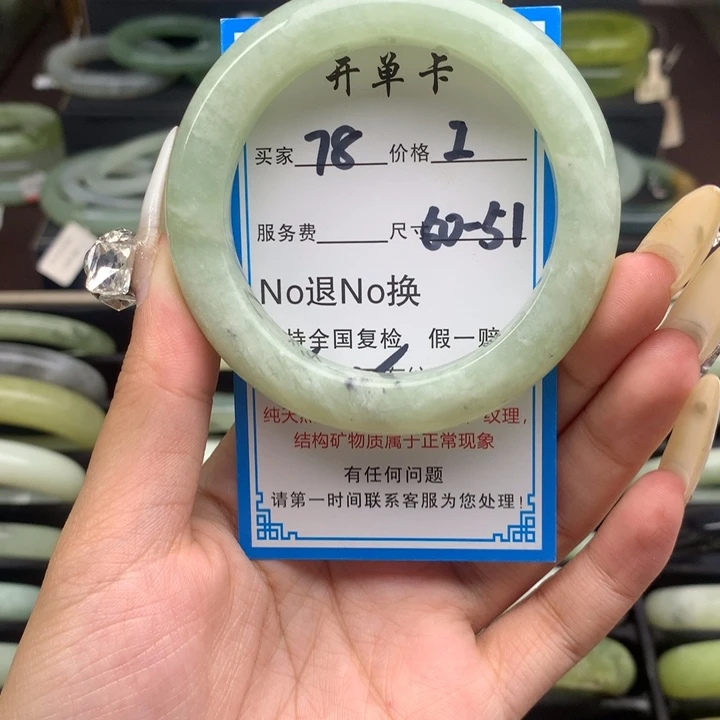 开单卡
买家 78 价格 1
服务费 尺寸 60-51
No退No换
持全国复检 假一赔
纯天 纹理,
结构矿物质属于正常现象
有任何问题
请第一时间联系客服为您处理!